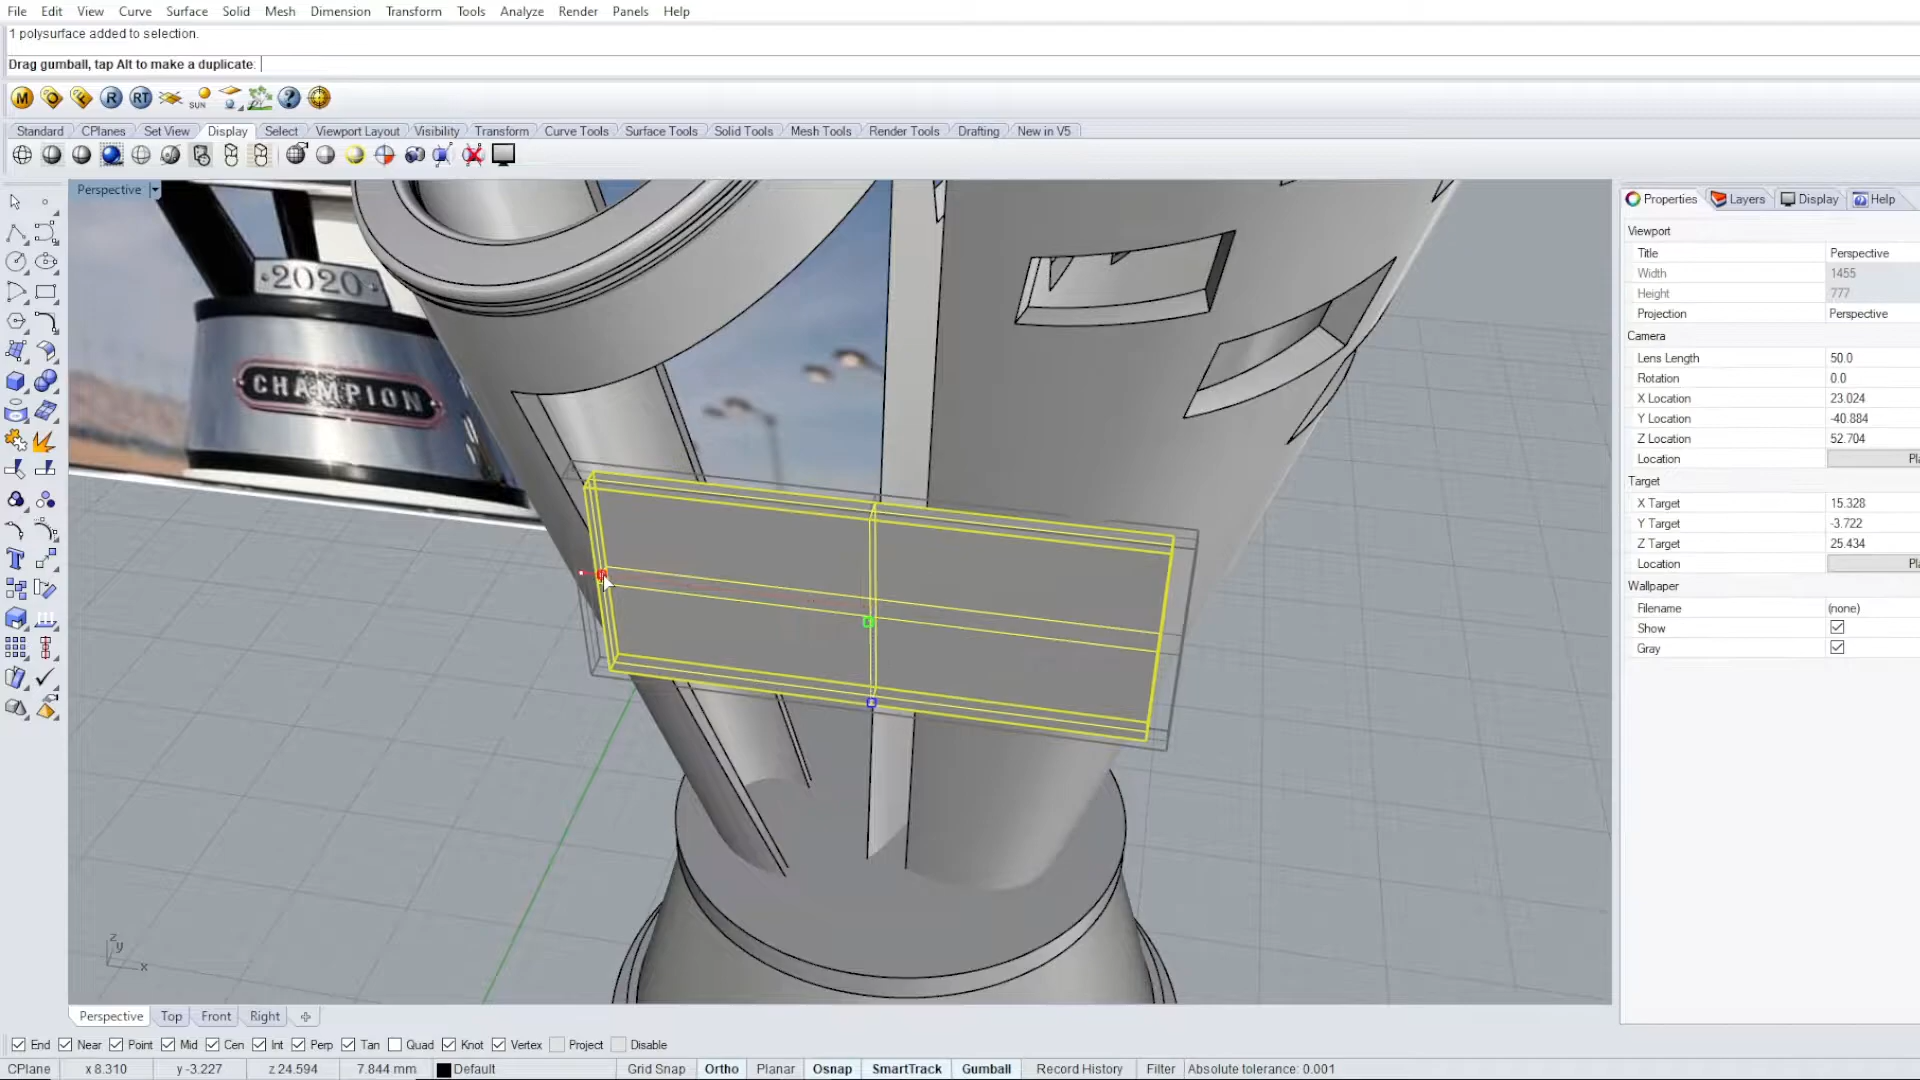 File Edit View Curve Surface Solid Mesh Dimension Transform Tools Analyze Render Panels Help
1 polysurface added to selection.
Drag gumball, tap Alt to make a duplicate:
M O F R RT SUN ?
Standard CPlanes Set View Display Select Viewport Layout Visibility Transform Curve Tools Surface Tools Solid Tools Mesh Tools Render Tools Drafting New in V5
Perspective
2020
CHAMPION
z
y
x
Properties Layers Display Help
Viewport
Title Perspective
Width 1455
Height 777
Projection Perspective
Camera
Lens Length 50.0
Rotation 0.0
X Location 23.024
Y Location -40.884
Z Location 52.704
Location Pla
Target
X Target 15.328
Y Target -3.722
Z Target 25.434
Location Pla
Wallpaper
Filename (none)
Show
Gray
Perspective Top Front Right
End Near Point Mid Cen Int Perp Tan Quad Knot Vertex Project Disable
CPlane x 8.310 y -3.227 z 24.594 7.844 mm Default Grid Snap Ortho Planar Osnap SmartTrack Gumball Record History Filter Absolute tolerance: 0.001